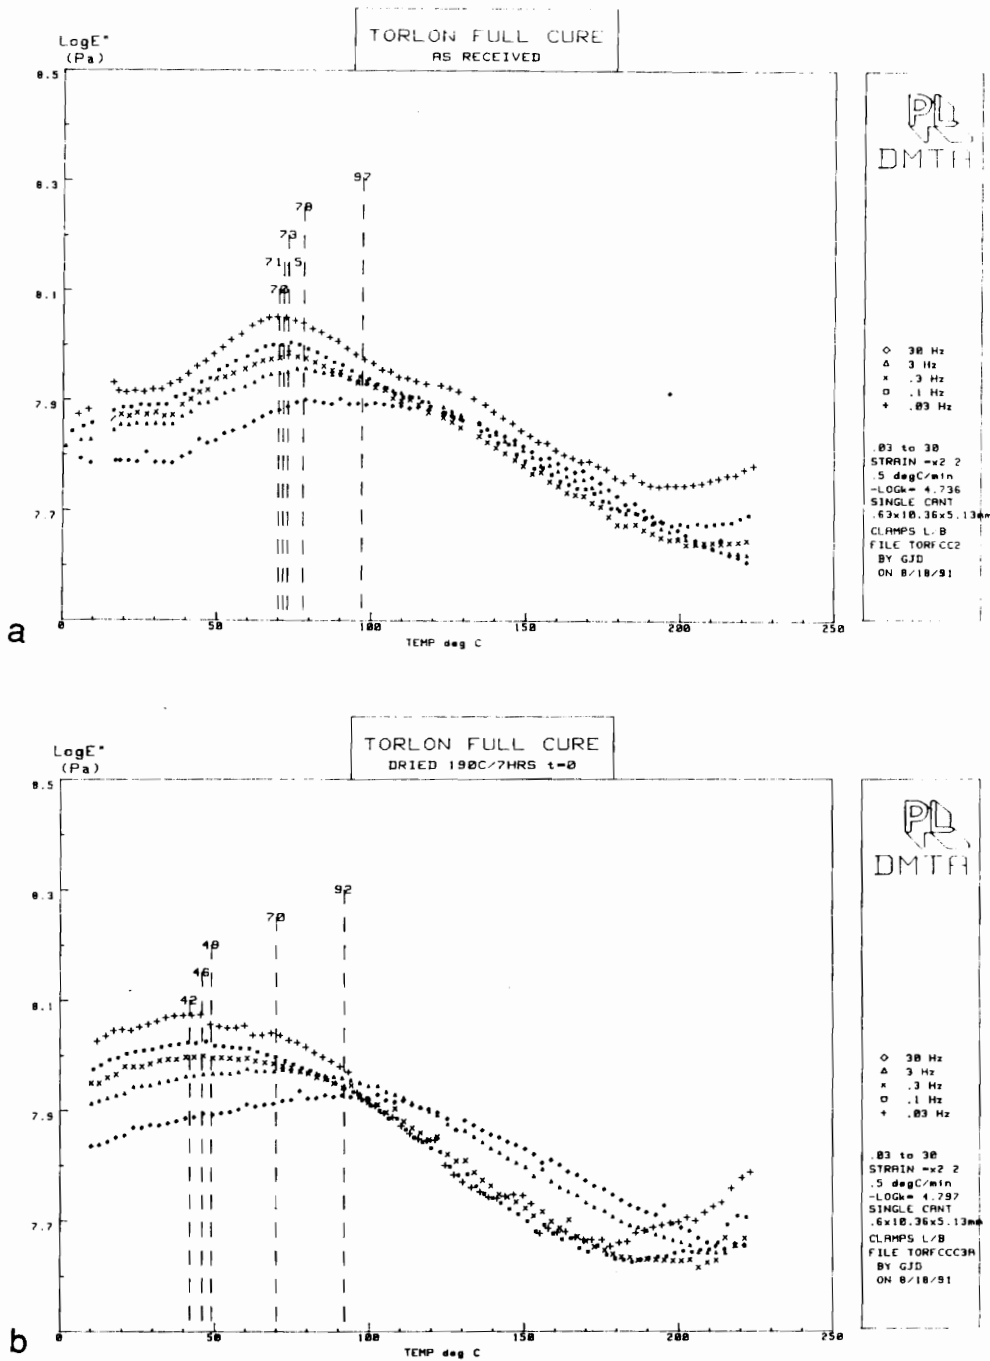 TORLON FULL CURE
AS RECEIVED
LogE"
(Pa)
8.5
8.3
8.1
7.9
7.7
97
78
73
71 5
70
0 50 100 150 200 250
TEMP deg C
PL
DMTA
◇ 30 Hz
△ 3 Hz
× .3 Hz
□ .1 Hz
+ .03 Hz
.03 to 30
STRAIN =x2 2
.5 degC/min
-LOGk= 4.736
SINGLE CANT
.63x10.36x5.13mm
CLAMPS L/B
FILE TORFCC2
BY GJD
ON 8/18/91
a
TORLON FULL CURE
DRIED 190C/7HRS t=0
LogE"
(Pa)
8.5
8.3
8.1
7.9
7.7
92
70
48
46
42
0 50 100 150 200 250
TEMP deg C
PL
DMTA
◇ 30 Hz
△ 3 Hz
× .3 Hz
□ .1 Hz
+ .03 Hz
.03 to 30
STRAIN =x2 2
.5 degC/min
-LOGk= 4.797
SINGLE CANT
.6x10.36x5.13mm
CLAMPS L/B
FILE TORFCCC3A
BY GJD
ON 8/18/91
b